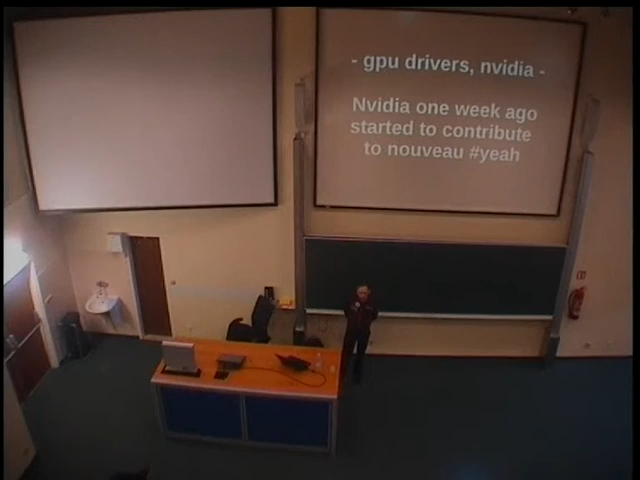 - gpu drivers, nvidia -
Nvidia one week ago
started to contribute
to nouveau #yeah